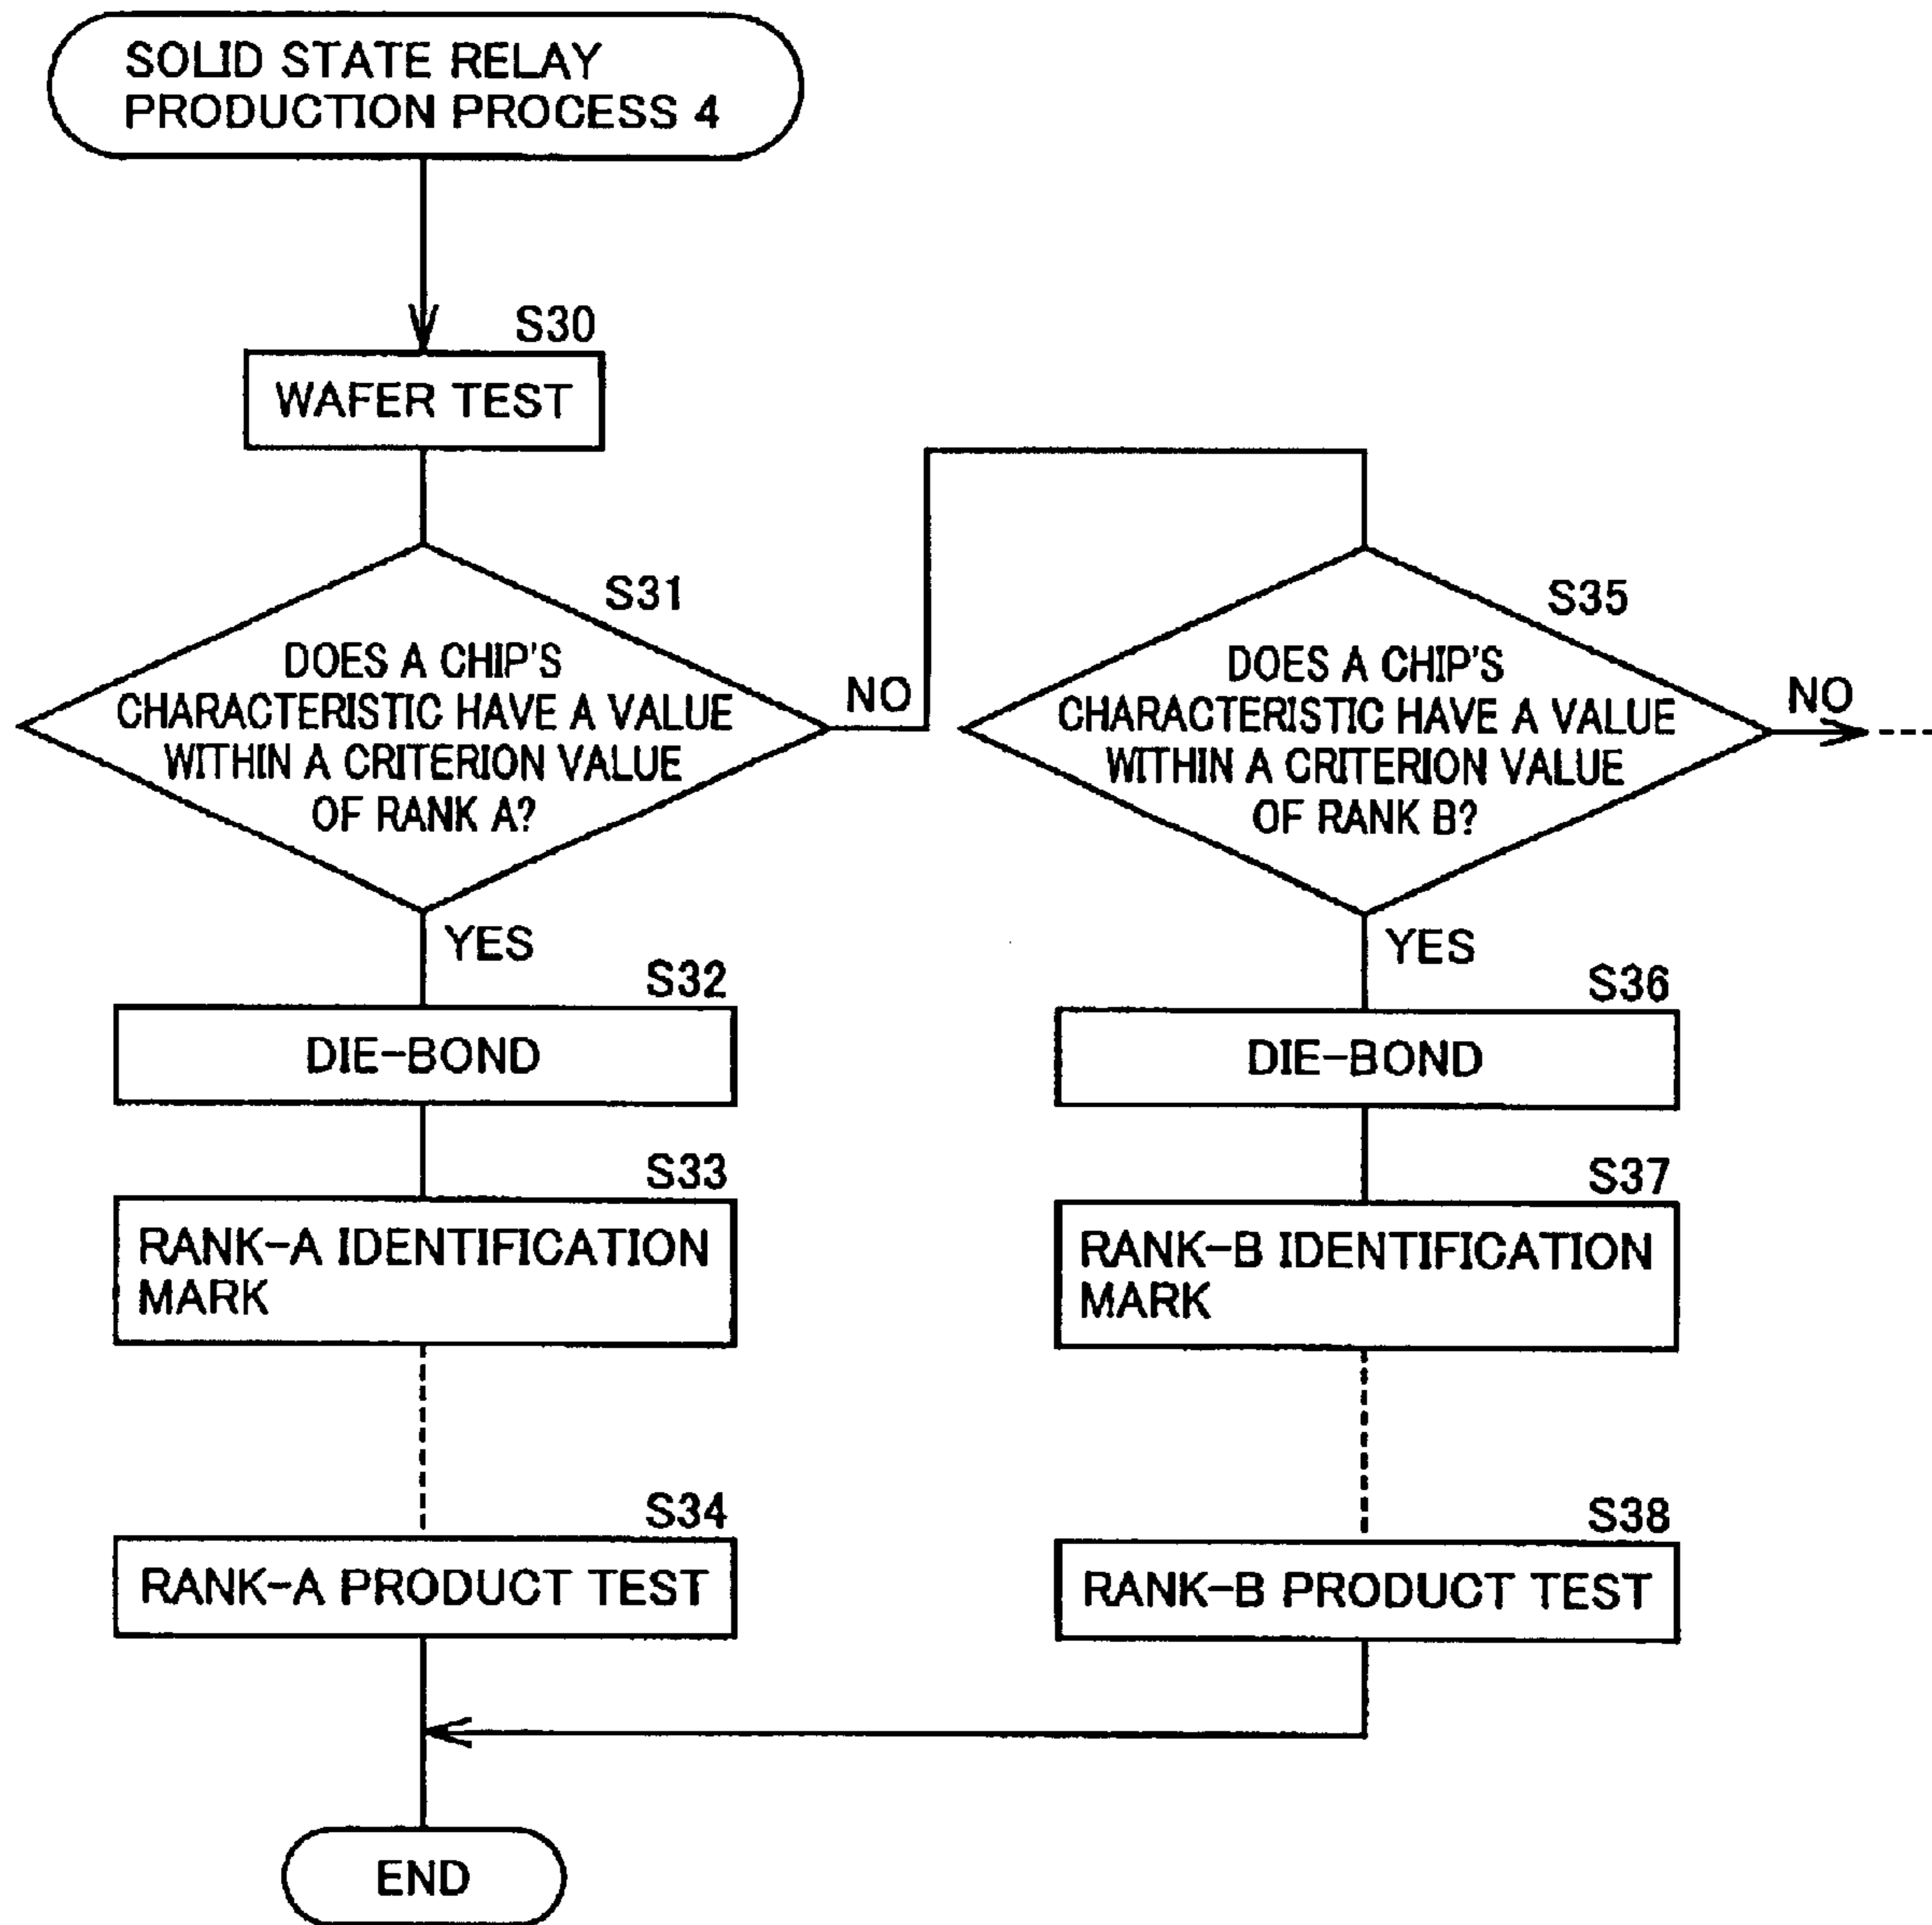 SOLID STATE RELAY
PRODUCTION PROCESS 4
S30
WAFER TEST
S31
DOES A CHIP'S
CHARACTERISTIC HAVE A VALUE
WITHIN A CRITERION VALUE
OF RANK A?
NO
YES
S32
DIE-BOND
S33
RANK-A IDENTIFICATION
MARK
S34
RANK-A PRODUCT TEST
S35
DOES A CHIP'S
CHARACTERISTIC HAVE A VALUE
WITHIN A CRITERION VALUE
OF RANK B?
NO
YES
S36
DIE-BOND
S37
RANK-B IDENTIFICATION
MARK
S38
RANK-B PRODUCT TEST
END